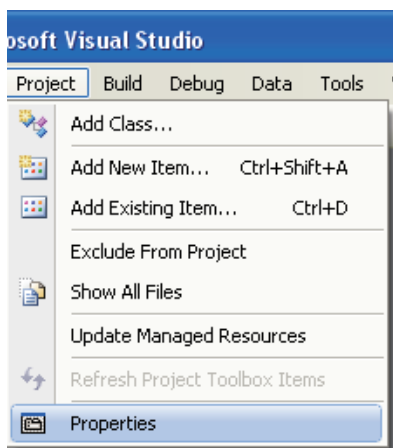 osoft Visual Studio
Project Build Debug Data Tools
Add Class...
Add New Item... Ctrl+Shift+A
Add Existing Item... Ctrl+D
Exclude From Project
Show All Files
Update Managed Resources
Refresh Project Toolbox Items
Properties